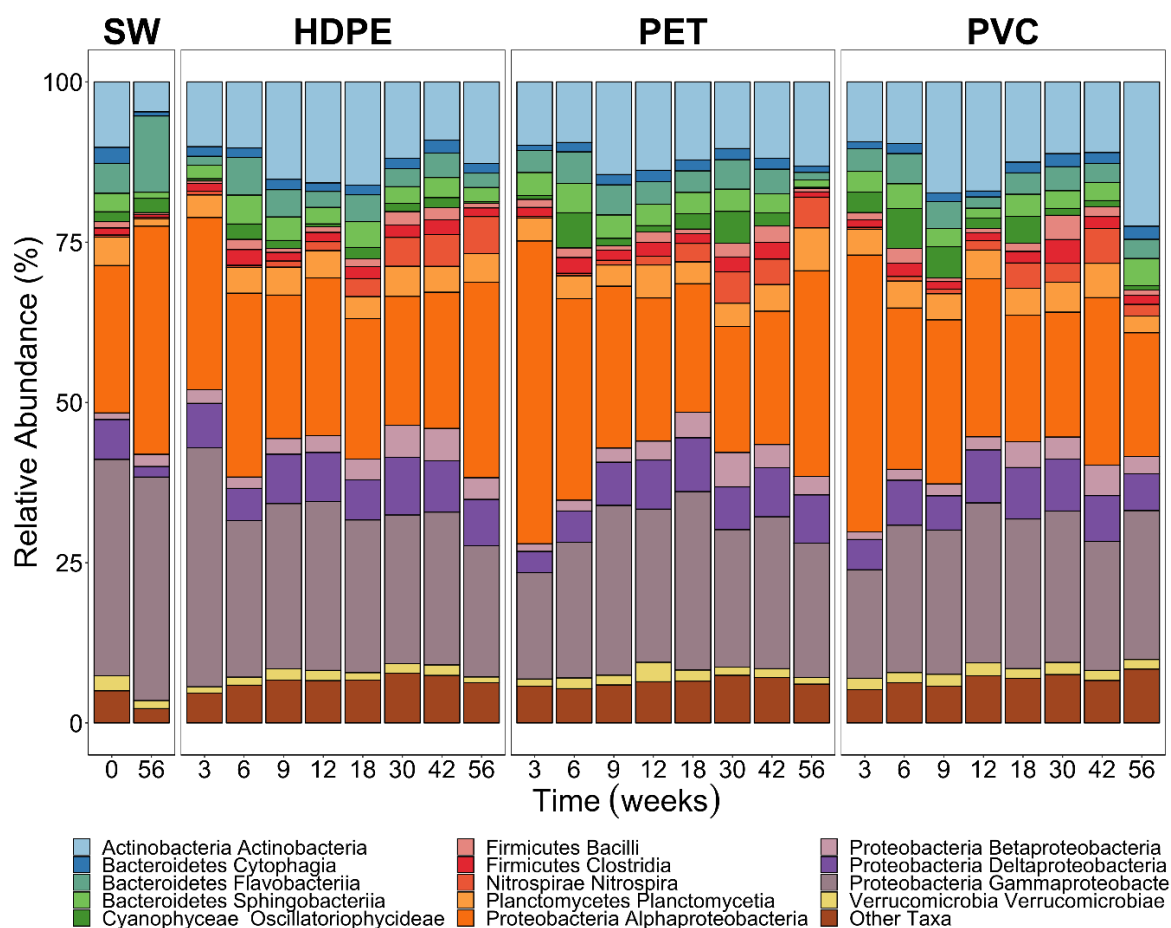 SW HDPE PET PVC
100
75
50
25
0
Relative Abundance (%)
0 56 3 6 9 12 18 30 42 56 3 6 9 12 18 30 42 56 3 6 9 12 18 30 42 56
Time (weeks)
Actinobacteria Actinobacteria Firmicutes Bacilli Proteobacteria Betaproteobacteria
Bacteroidetes Cytophagia Firmicutes Clostridia Proteobacteria Deltaproteobacteria
Bacteroidetes Flavobacteriia Nitrospirae Nitrospira Proteobacteria Gammaproteobacte
Bacteroidetes Sphingobacteriia Planctomycetes Planctomycetia Verrucomicrobia Verrucomicrobiae
Cyanophyceae Oscillatoriophycideae Proteobacteria Alphaproteobacteria Other Taxa